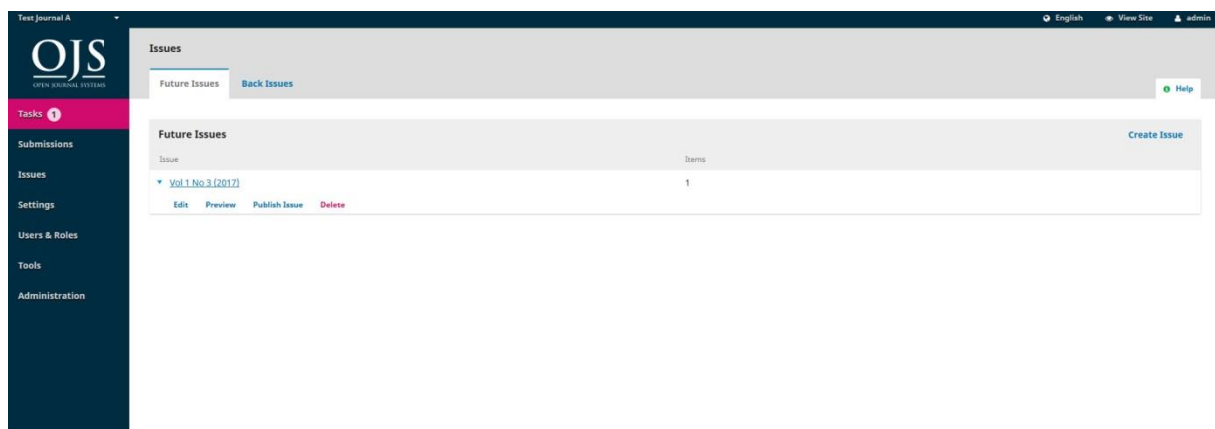 Test Journal A
English View Site admin
OJS
OPEN JOURNAL SYSTEMS
Tasks 1
Submissions
Issues
Settings
Users & Roles
Tools
Administration
Issues
Future Issues Back Issues
Help
Future Issues Create Issue
Issue Items
Vol 1 No 3 (2017) 1
Edit Preview Publish Issue Delete